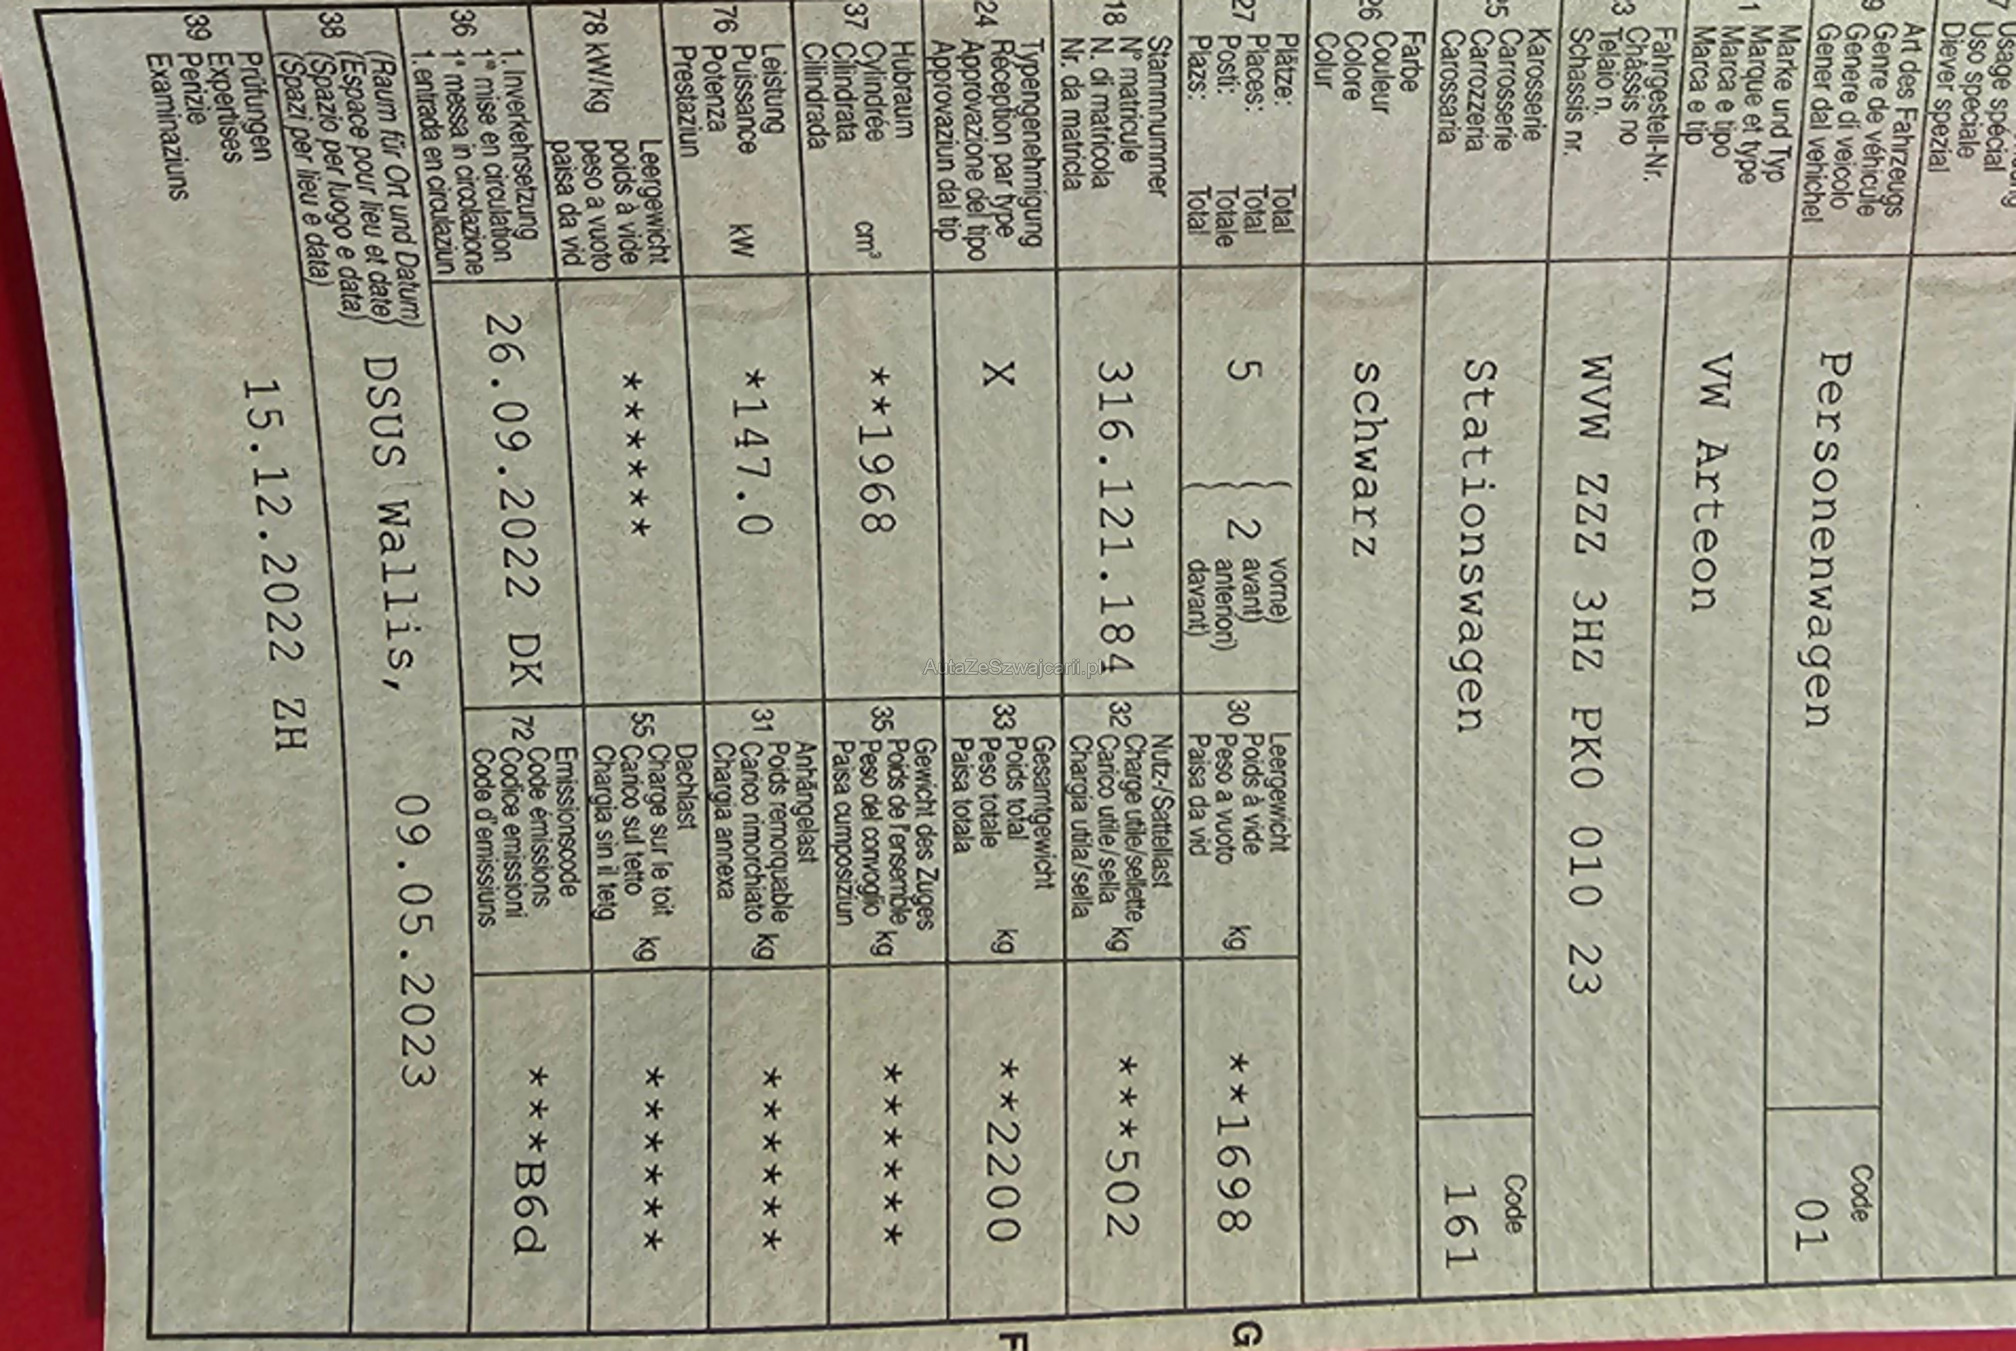 Usage spécial
Uso speciale
Diever spezial
Art des Fahrzeugs
Genre de véhicule
Genere di veicolo
Gener dal vehichel
Personenwagen
Code
01
Marke und Typ
Marque et type
Marca e tipo
Marca e tip
VW Arteon
Fahrgestell-Nr.
Châssis no
Telaio n.
Schassis nr.
WVW ZZZ 3HZ PK0 010 23
Karosserie
25 Carrosserie
Carrozzeria
Carossaria
Stationswagen
Code
161
Farbe
26 Couleur
Colore
Colur
schwarz
Plätze: Total
27 Places: Total
Posti: Totale
Plazs: Total
5
( 2
vorne)
avant)
anteriori)
davant)
Leergewicht
30 Poids à vide
Peso a vuoto
Paisa da vid
kg
**1698
G
Stammnummer
18 N° matricule
N. di matricola
Nr. da matricla
316.121.184
Nutz-/Sattellast
32 Charge utile/sellette kg
Carico utile/sella
Chargia utila/sella
***502
Typengenehmigung
24 Réception par type
Approvazione del tipo
Approvaziun dal tip
X
Gesamtgewicht
33 Poids total
Peso totale
Paisa totala
kg
**2200
F
Hubraum
37 Cylindrée
Cilindrata
Cilindrada
cm³
**1968
Gewicht des Zuges
35 Poids de l'ensemble
Peso del convoglio kg
Paisa cumposiziun
******
Leistung
76 Puissance
Potenza
Prestaziun
kW
*147.0
Anhängelast
31 Poids remorquable
Carico rimorchiato kg
Chargia annexa
******
78 kW/kg
Leergewicht
poids à vide
peso a vuoto
paisa da vid
******
Dachlast
55 Charge sur le toit
Carico sul tetto
Chargia sin il tetg
kg
******
1. Inverkehrsetzung
36 1re mise en circulation
1a messa in circolazione
1. entrada en circulaziun
26.09.2022 DK
Emissionscode
72 Code émissions
Codice emissioni
Code d'emissiuns
***B6d
(Raum für Ort und Datum)
(Espace pour lieu et date)
38 (Spazio per luogo e data)
(Spazi per lieu e data)
DSUS Wallis, 09.05.2023
Prüfungen
Expertises
39 Perizie
Examinaziuns
15.12.2022 ZH
AutaZeSzwajcarii.pl